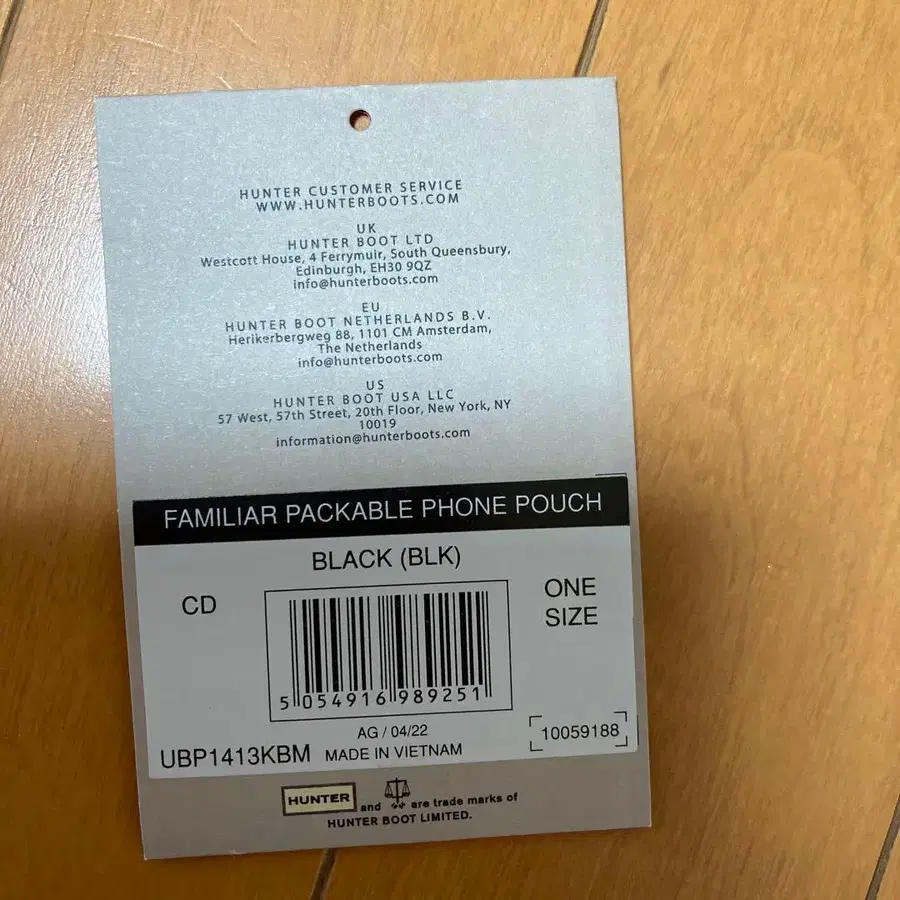 HUNTER CUSTOMER SERVICE
WWW.HUNTERBOOTS.COM
UK
HUNTER BOOT LTD
Westcott House, 4 Ferrymuir, South Queensbury,
Edinburgh, EH30 9QZ
info@hunterboots.com
EU
HUNTER BOOT NETHERLANDS B.V.
Herikerbergweg 88, 1101 CM Amsterdam,
The Netherlands
info@hunterboots.com
US
HUNTER BOOT USA LLC
57 West, 57th Street, 20th Floor, New York, NY
10019
information@hunterboots.com
FAMILIAR PACKABLE PHONE POUCH
BLACK (BLK)
CD
ONE
SIZE
5 054916 989251
AG / 04/22
UBP1413KBM MADE IN VIETNAM
10059188
HUNTER and are trade marks of
HUNTER BOOT LIMITED.